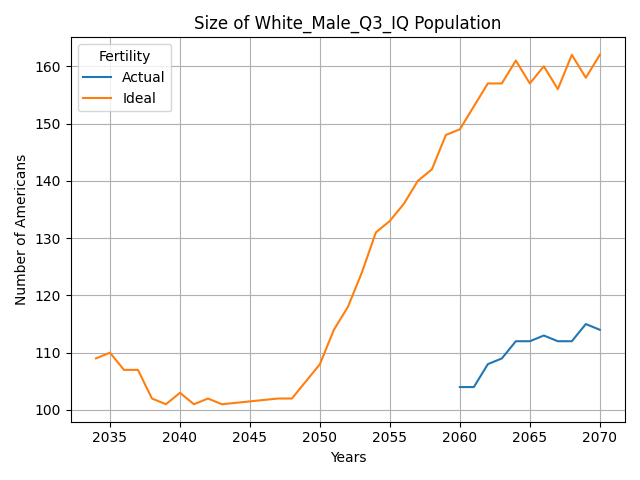 Size of White_Male_Q3_IQ Population
Fertility
Actual
Ideal
Number of Americans
160
150
140
130
120
110
100
2035 2040 2045 2050 2055 2060 2065 2070
Years